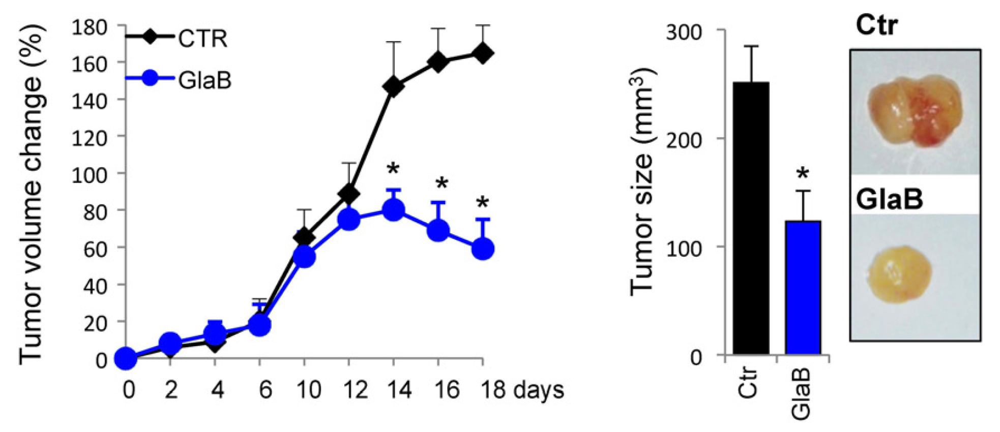 Tumor volume change (%)
180
160
140
120
100
80
60
40
20
0
CTR
GlaB
*
*
*
0 2 4 6 10 12 14 16 18 days
Tumor size (mm³)
300
200
100
0
*
Ctr
GlaB
Ctr
GlaB